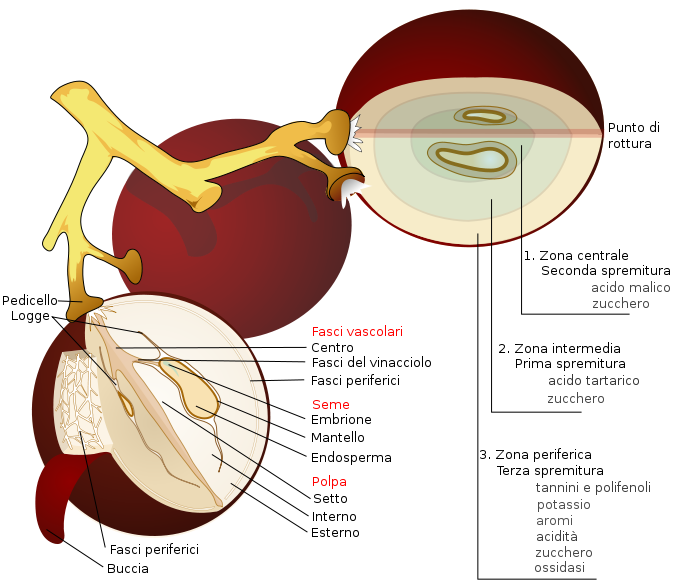 Punto di
rottura
1. Zona centrale
Seconda spremitura
acido malico
zucchero
2. Zona intermedia
Prima spremitura
acido tartarico
zucchero
3. Zona periferica
Terza spremitura
tannini e polifenoli
potassio
aromi
acidità
zucchero
ossidasi
Pedicello
Logge
Fasci vascolari
Centro
Fasci del vinacciolo
Fasci periferici
Seme
Embrione
Mantello
Endosperma
Polpa
Setto
Interno
Esterno
Fasci periferici
Buccia